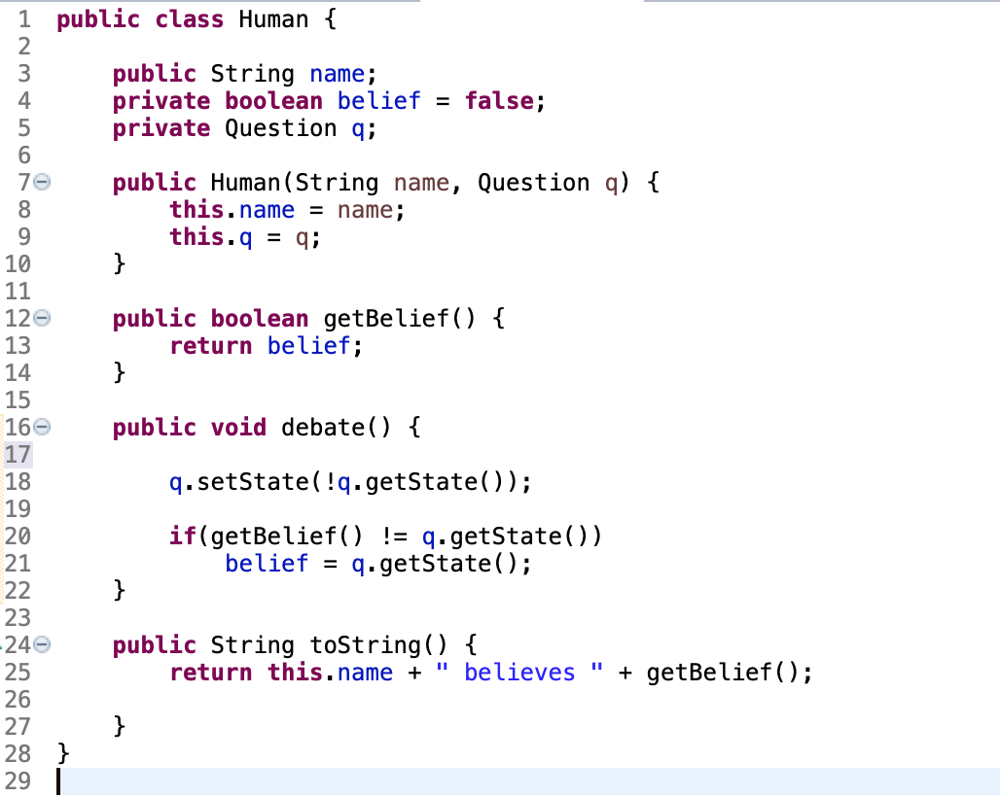 1 public class Human {
2
3     public String name;
4     private boolean belief = false;
5     private Question q;
6
7     public Human(String name, Question q) {
8         this.name = name;
9         this.q = q;
10     }
11
12     public boolean getBelief() {
13         return belief;
14     }
15
16     public void debate() {
17
18         q.setState(!q.getState());
19
20         if(getBelief() != q.getState())
21             belief = q.getState();
22     }
23
24     public String toString() {
25         return this.name + " believes " + getBelief();
26
27     }
28 }
29